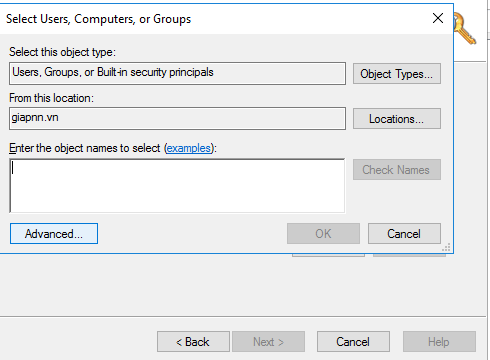 Select Users, Computers, or Groups
Select this object type:
Users, Groups, or Built-in security principals
Object Types...
From this location:
giapnn.vn
Locations...
Enter the object names to select (examples):
Check Names
Advanced...
OK
Cancel
< Back
Next >
Cancel
Help